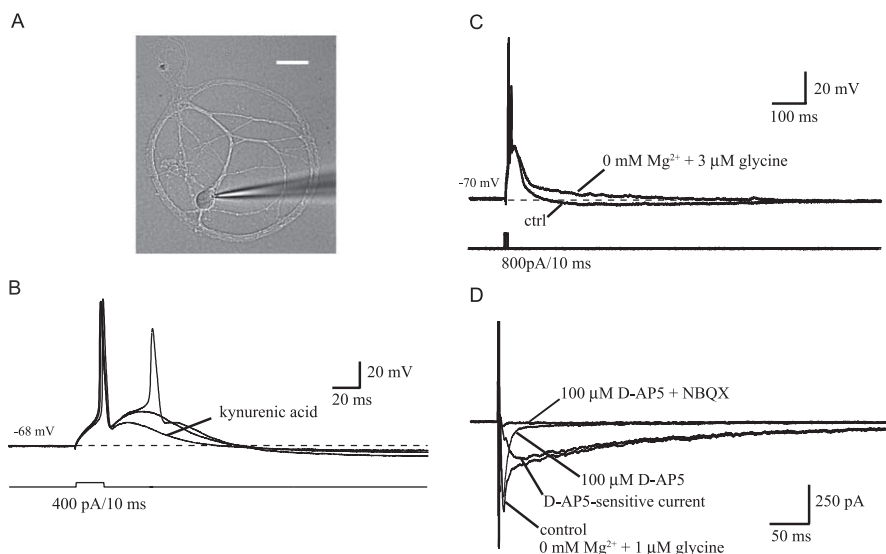 A
B
-68 mV
kynurenic acid
20 mV
20 ms
400 pA/10 ms
C
20 mV
100 ms
0 mM Mg²⁺ + 3 µM glycine
-70 mV
ctrl
800pA/10 ms
D
100 µM D-AP5 + NBQX
100 µM D-AP5
D-AP5-sensitive current
control
0 mM Mg²⁺ + 1 µM glycine
250 pA
50 ms